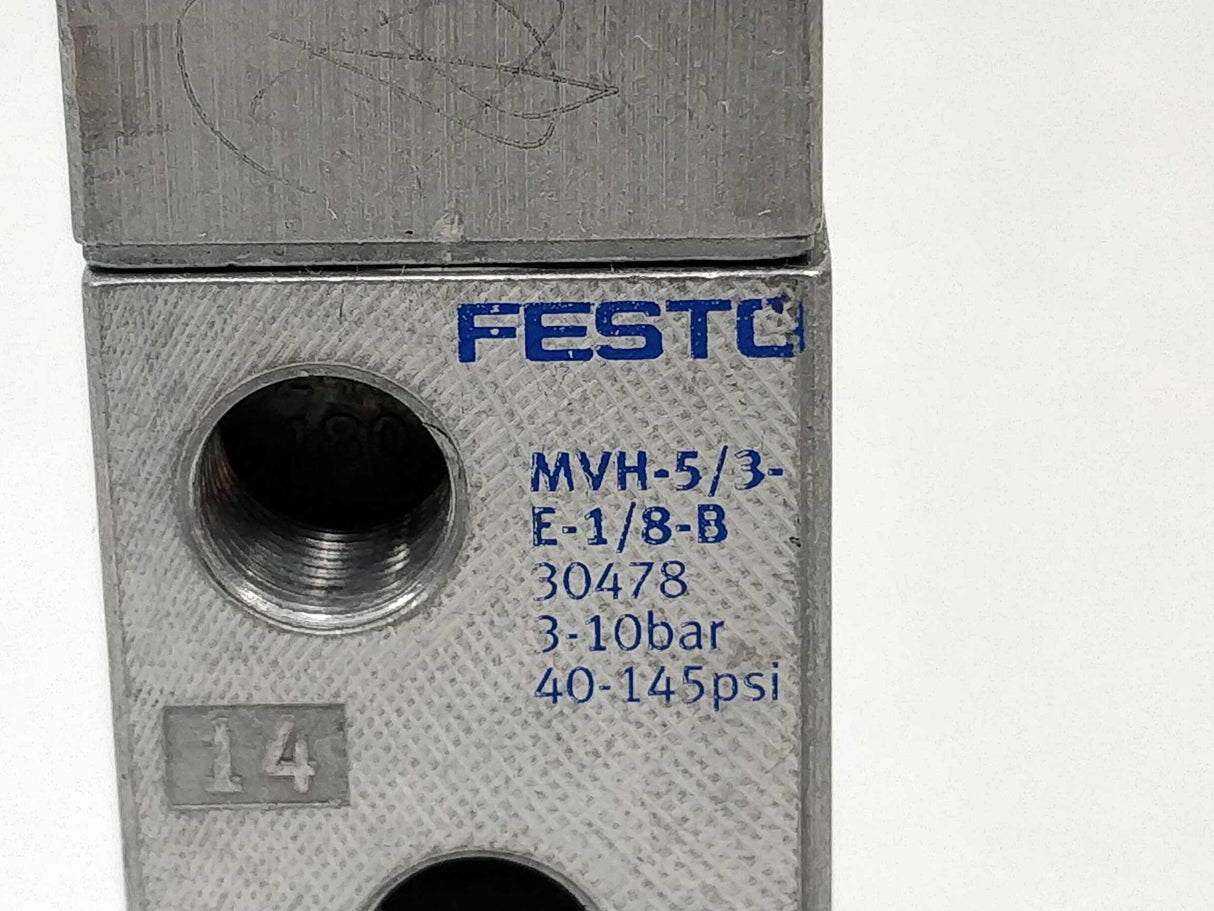 FESTO
MVH-5/3-
E-1/8-B
30478
3-10bar
40-145psi
14